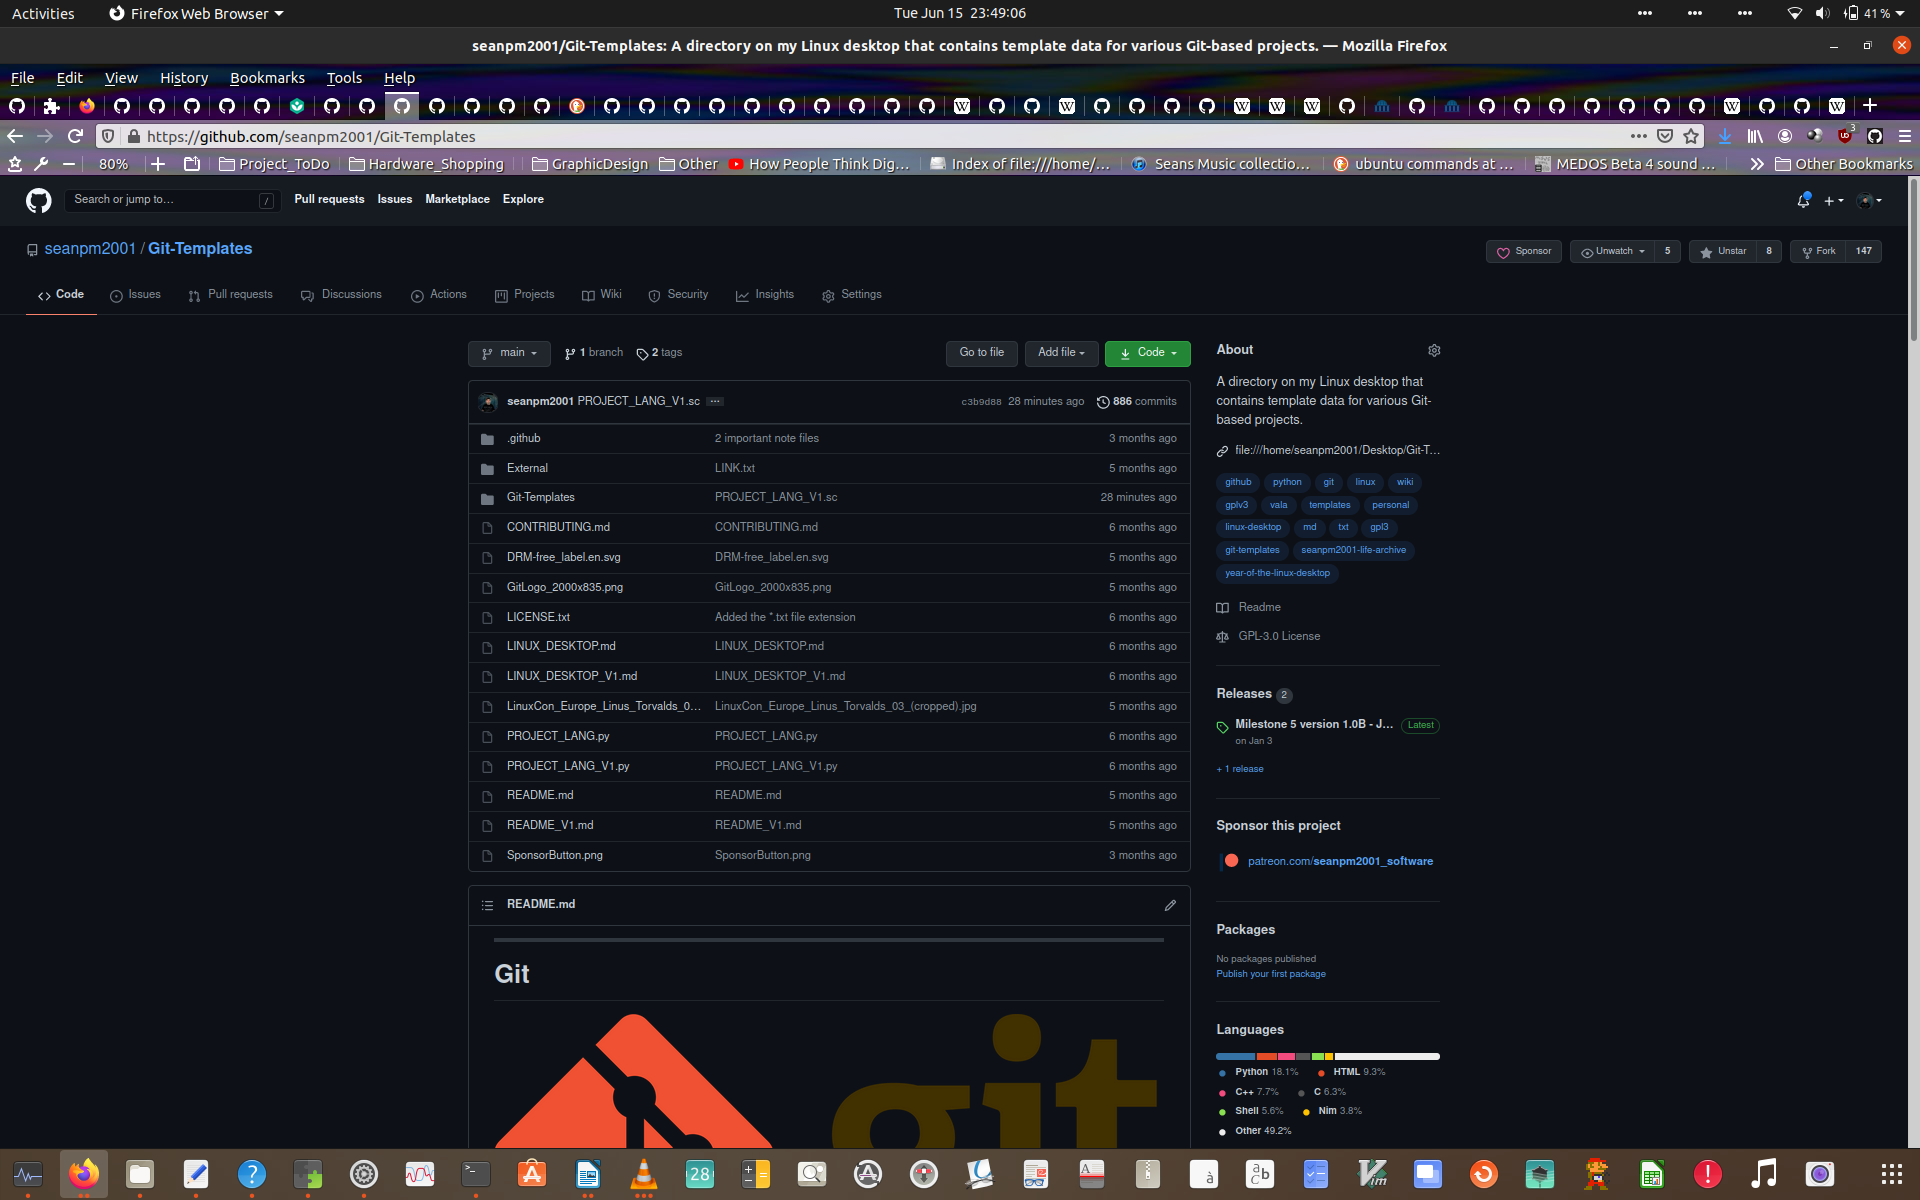 Activities Firefox Web Browser Tue Jun 15 23:49:06 41 %
seanpm2001/Git-Templates: A directory on my Linux desktop that contains template data for various Git-based projects. — Mozilla Firefox
File Edit View History Bookmarks Tools Help
https://github.com/seanpm2001/Git-Templates 3
80% Project_ToDo Hardware_Shopping GraphicDesign Other How People Think Dig… Index of file:///home/… Seans Music collectio… ubuntu commands at … MEDOS Beta 4 sound … Other Bookmarks
Search or jump to… / Pull requests Issues Marketplace Explore
seanpm2001 / Git-Templates Sponsor Unwatch 5 Unstar 8 Fork 147
Code Issues Pull requests Discussions Actions Projects Wiki Security Insights Settings
main 1 branch 2 tags Go to file Add file Code
seanpm2001 PROJECT_LANG_V1.sc ... c3b9d88 28 minutes ago 886 commits
.github 2 important note files 3 months ago
External LINK.txt 5 months ago
Git-Templates PROJECT_LANG_V1.sc 28 minutes ago
CONTRIBUTING.md CONTRIBUTING.md 6 months ago
DRM-free_label.en.svg DRM-free_label.en.svg 5 months ago
GitLogo_2000x835.png GitLogo_2000x835.png 5 months ago
LICENSE.txt Added the *.txt file extension 6 months ago
LINUX_DESKTOP.md LINUX_DESKTOP.md 6 months ago
LINUX_DESKTOP_V1.md LINUX_DESKTOP_V1.md 6 months ago
LinuxCon_Europe_Linus_Torvalds_0... LinuxCon_Europe_Linus_Torvalds_03_(cropped).jpg 5 months ago
PROJECT_LANG.py PROJECT_LANG.py 6 months ago
PROJECT_LANG_V1.py PROJECT_LANG_V1.py 6 months ago
README.md README.md 5 months ago
README_V1.md README_V1.md 5 months ago
SponsorButton.png SponsorButton.png 3 months ago
README.md
Git
git
About
A directory on my Linux desktop that
contains template data for various Git-
based projects.
file:///home/seanpm2001/Desktop/Git-T...
github python git linux wiki
gplv3 vala templates personal
linux-desktop md txt gpl3
git-templates seanpm2001-life-archive
year-of-the-linux-desktop
Readme
GPL-3.0 License
Releases 2
Milestone 5 version 1.0B - J... Latest
on Jan 3
+ 1 release
Sponsor this project
patreon.com/seanpm2001_software
Packages
No packages published
Publish your first package
Languages
Python 18.1% HTML 9.3%
C++ 7.7% C 6.3%
Shell 5.6% Nim 3.8%
Other 49.2%
28